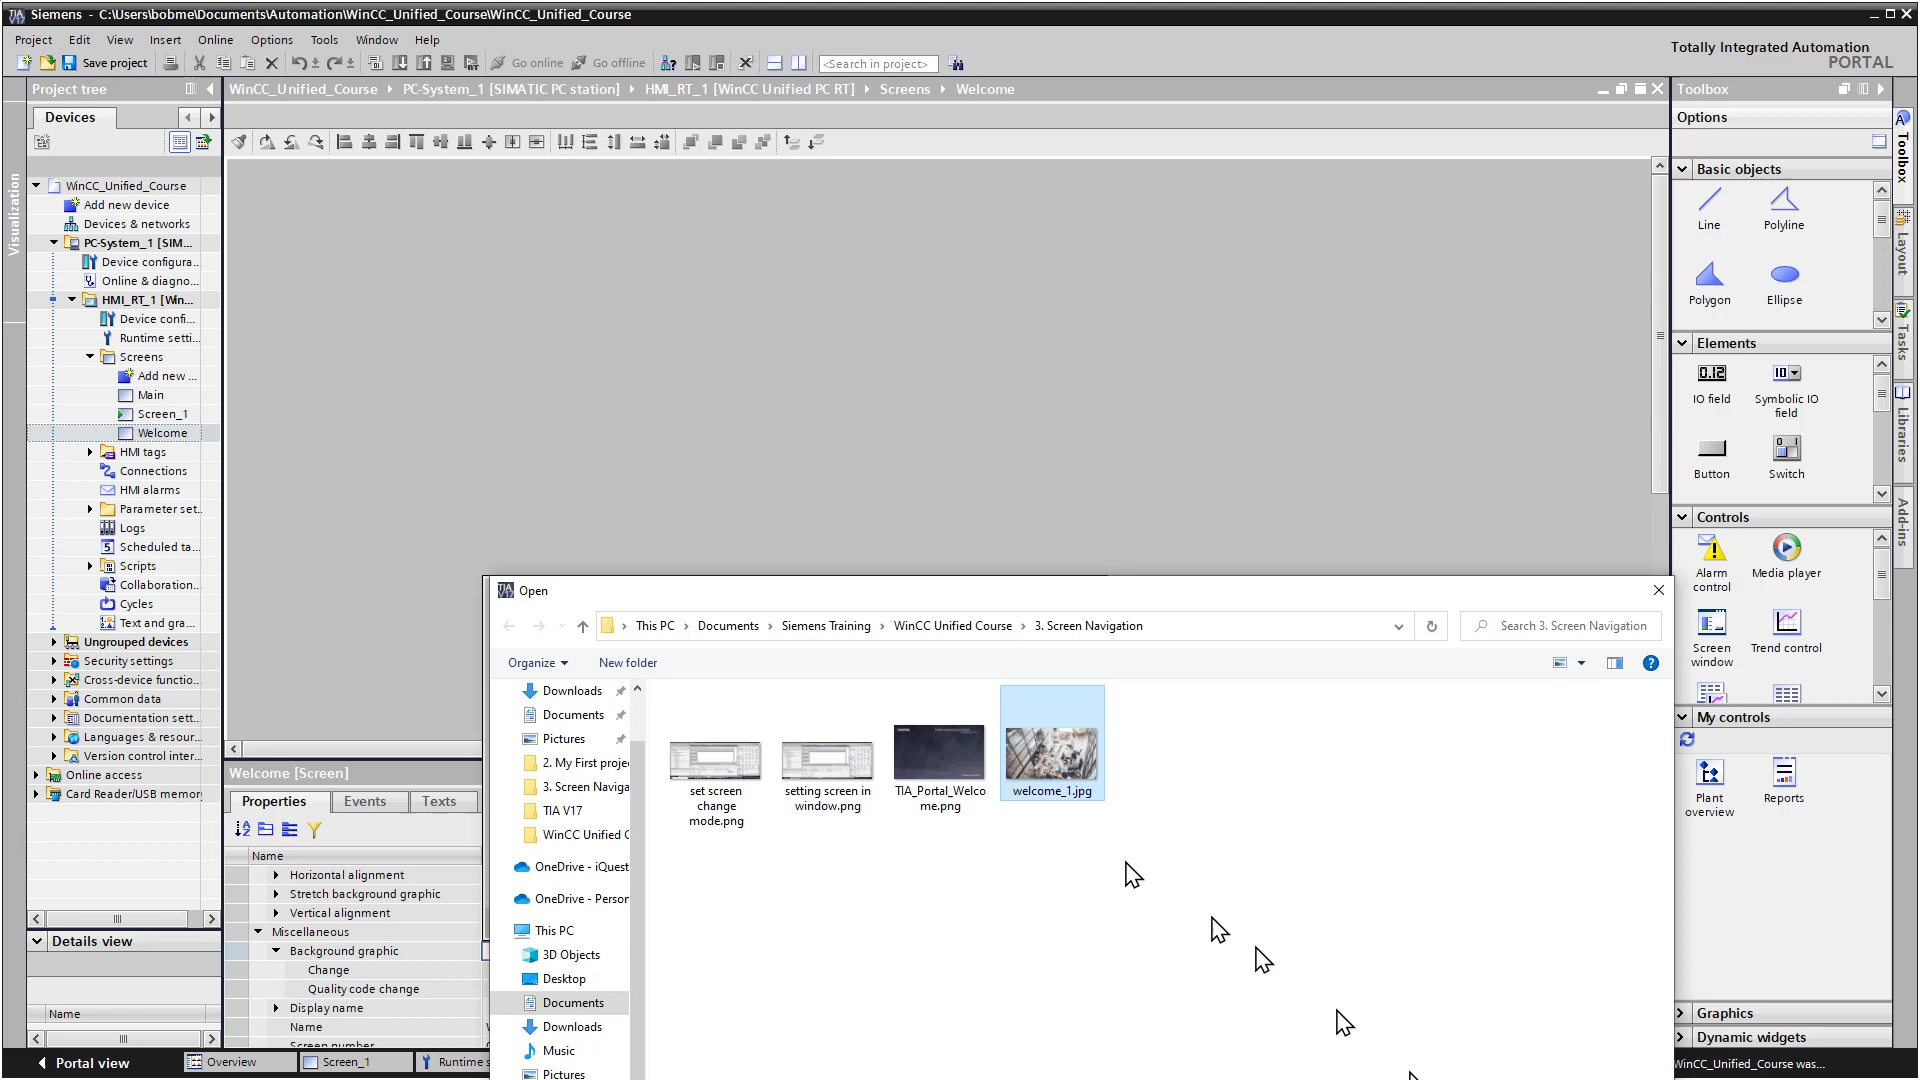 Siemens - C:\Users\bobme\Documents\Automation\WinCC_Unified_Course\WinCC_Unified_Course
Project Edit View Insert Online Options Tools Window Help
Totally Integrated Automation
PORTAL
Save project
Go online
Go offline
<Search in project>
Project tree
WinCC_Unified_Course
PC-System_1 [SIMATIC PC station]
HMI_RT_1 [WinCC Unified PC RT]
Screens
Welcome
Toolbox
Devices
Options
Visualization
WinCC_Unified_Course
Add new device
Devices & networks
PC-System_1 [SIM...
Device configura...
Online & diagno...
HMI_RT_1 [Win...
Device confi...
Runtime setti...
Screens
Add new ...
Main
Screen_1
Welcome
HMI tags
Connections
HMI alarms
Parameter set...
Logs
Scheduled ta...
Scripts
Collaboration...
Cycles
Text and gra...
Ungrouped devices
Security settings
Cross-device functio...
Common data
Documentation sett...
Languages & resour...
Version control inter...
Online access
Card Reader/USB memor
Details view
Name
Portal view
Overview
Screen_1
Runtime s
WinCC_Unified_Course was...
Welcome [Screen]
Properties
Events
Texts
Name
Horizontal alignment
Stretch background graphic
Vertical alignment
Miscellaneous
Background graphic
Change
Quality code change
Display name
Name
Screen number
Open
This PC
Documents
Siemens Training
WinCC Unified Course
3. Screen Navigation
Search 3. Screen Navigation
Organize
New folder
Downloads
Documents
Pictures
2. My First proje
3. Screen Naviga
TIA V17
WinCC Unified C
OneDrive - iQuest
OneDrive - Person
This PC
3D Objects
Desktop
Documents
Downloads
Music
Pictures
set screen
change
mode.png
setting screen in
window.png
TIA_Portal_Welco
me.png
welcome_1.jpg
Basic objects
Line
Polyline
Polygon
Ellipse
Elements
0.12
IO field
10
Symbolic IO
field
Button
Switch
Controls
Alarm
control
Media player
Screen
window
Trend control
My controls
Plant
overview
Reports
Graphics
Dynamic widgets
Toolbox
Layout
Tasks
Libraries
Add-ins